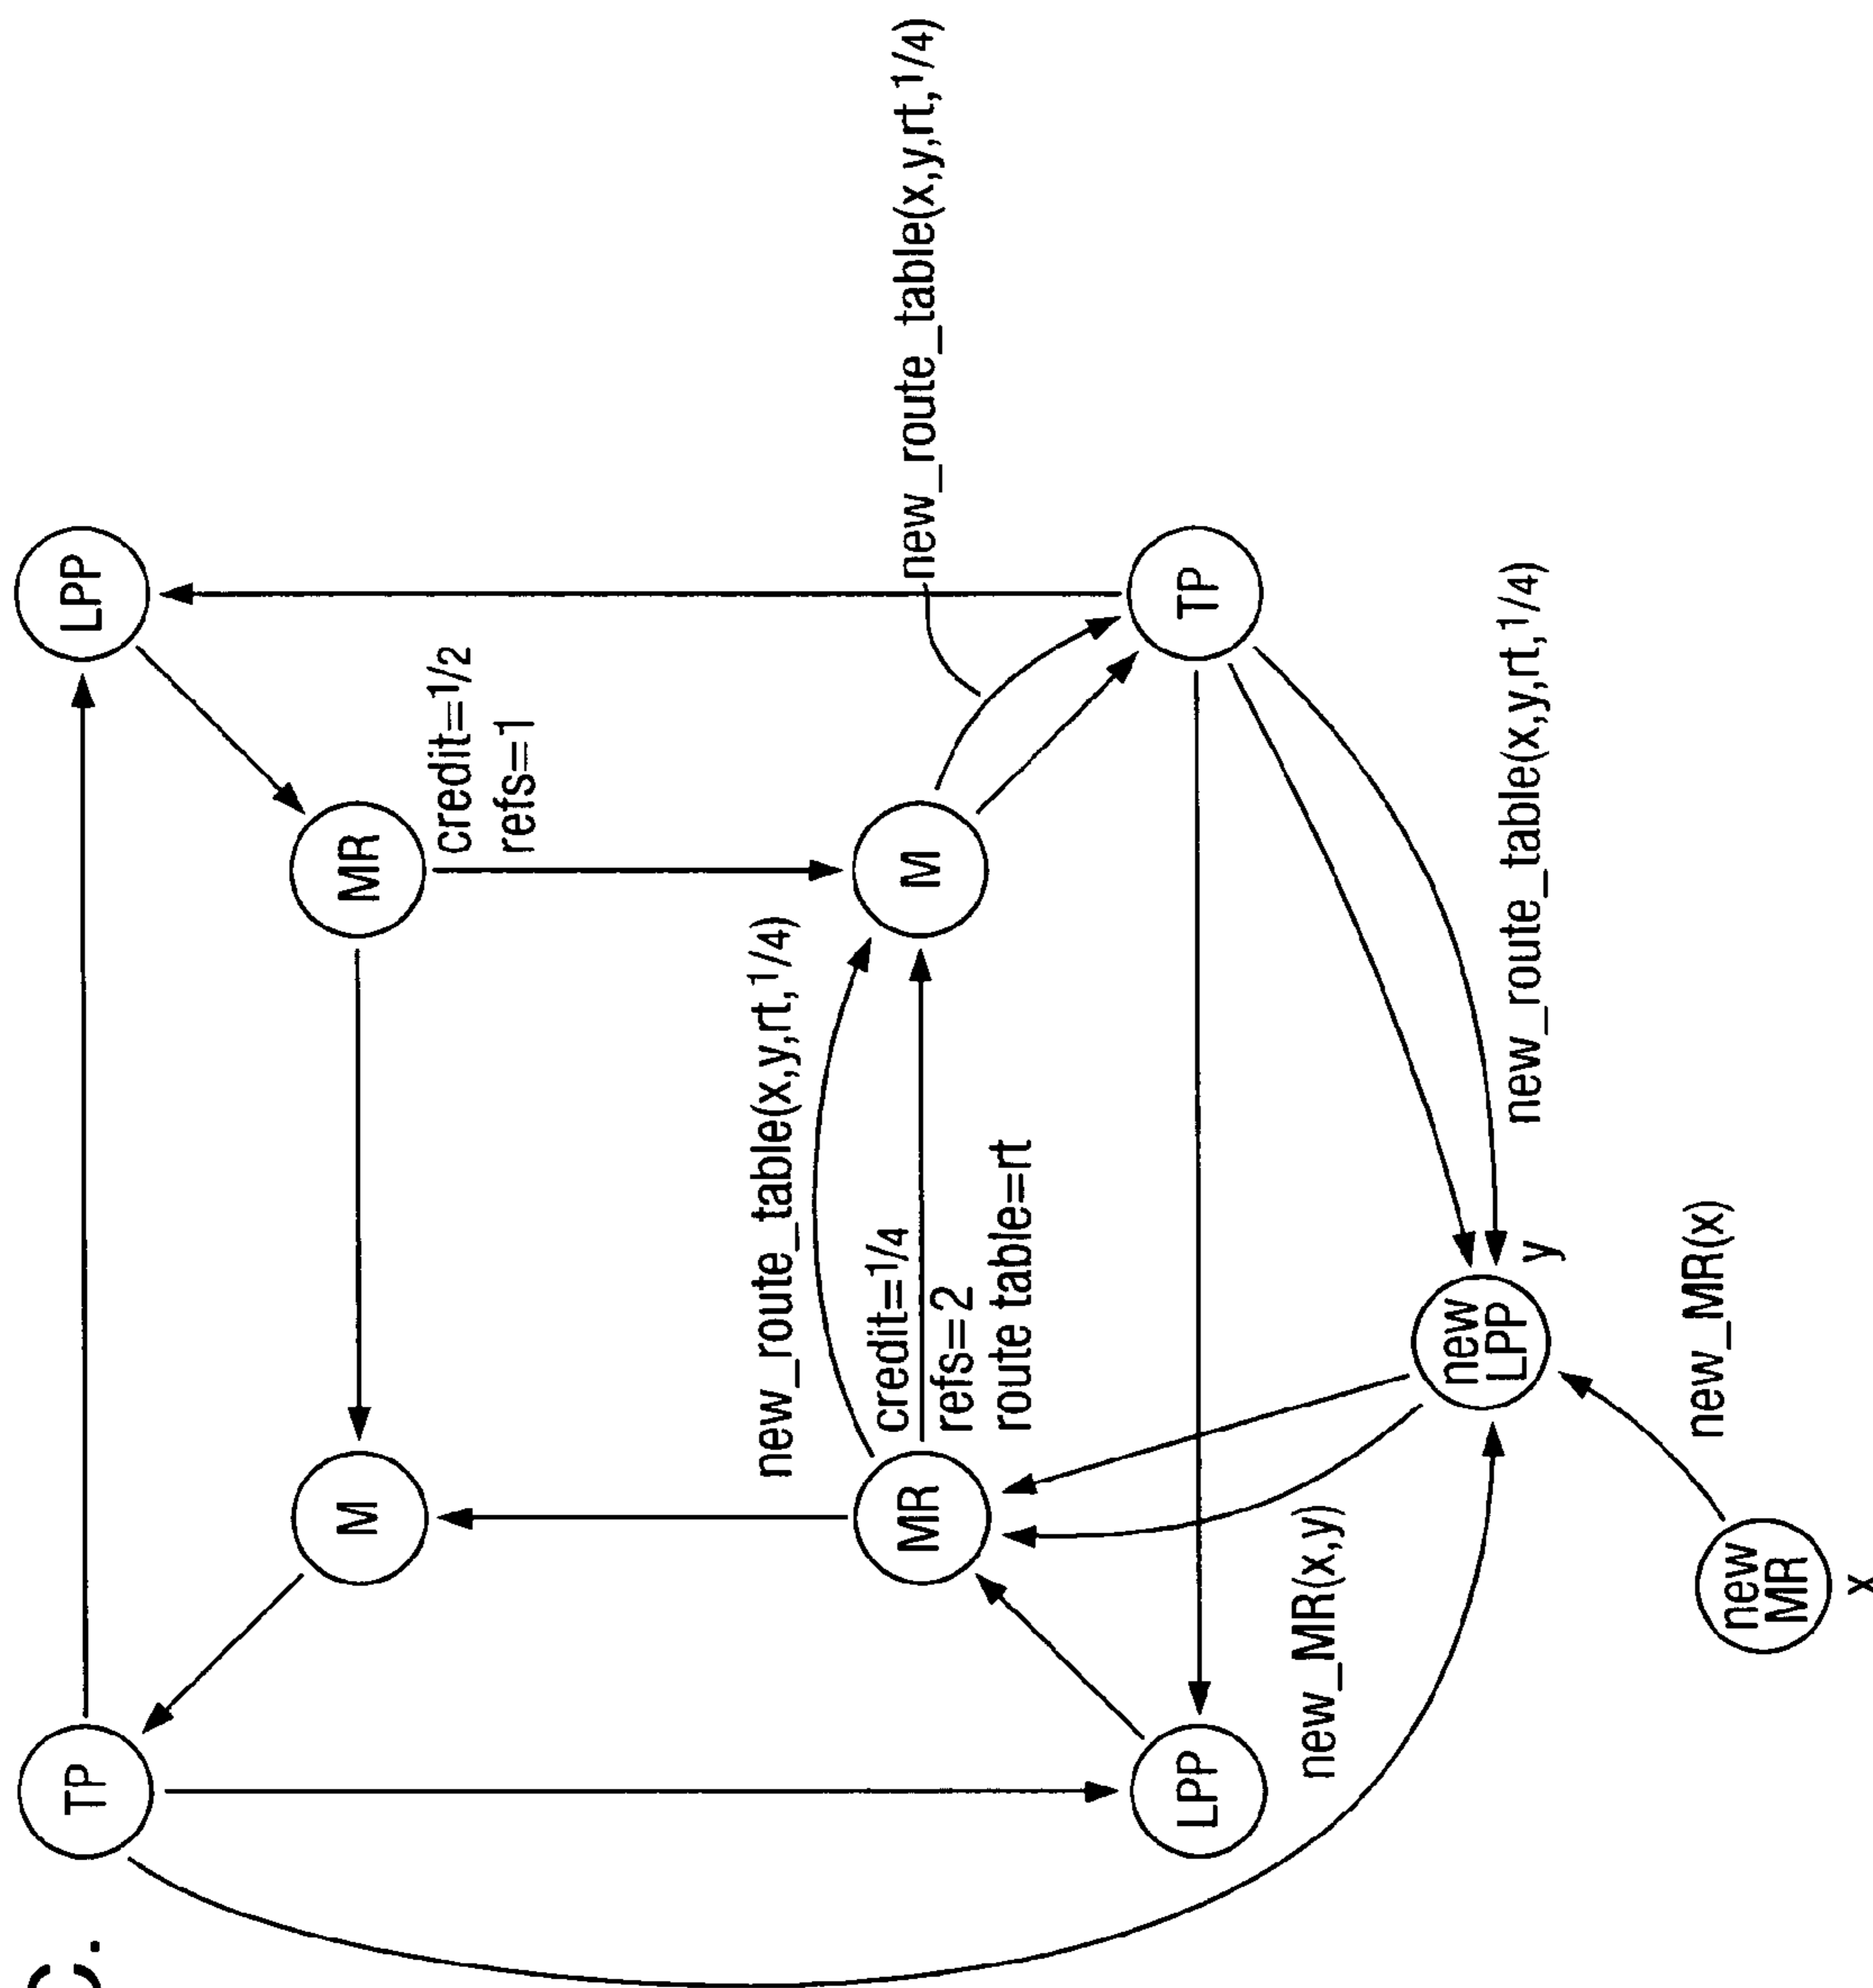 C.
TP
LPP
M
MR
credit=1/2
refs=1
new_route_table(x,y,rt,1/4)
credit=1/4
MR
M
new_route_table(x,y,rt,1/4)
refs=2
route table=rt
LPP
TP
new_MR(x,y)
new
LPP
new_route_table(x,y,rt,1/4)
y
new_MR(x)
new
MR
x